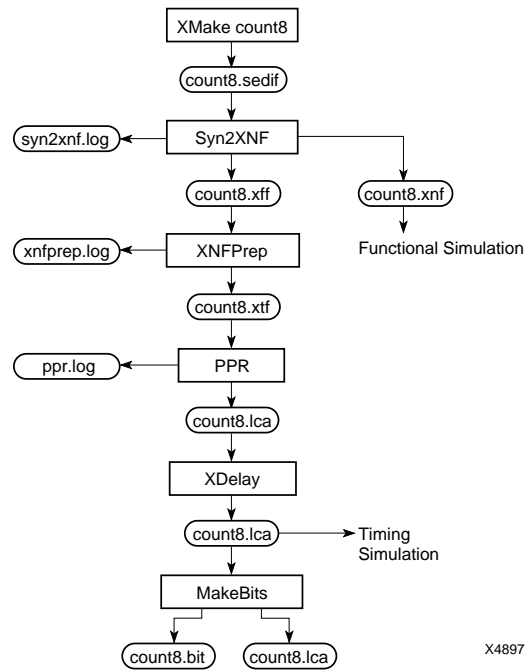 XMake count8
count8.sedif
syn2xnf.log
Syn2XNF
count8.xff
count8.xnf
xnfprep.log
XNFPrep
Functional Simulation
count8.xtf
ppr.log
PPR
count8.lca
XDelay
count8.lca
Timing
Simulation
MakeBits
count8.bit
count8.lca
X4897